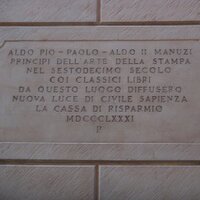 ALDO PIO - PAOLO - ALDO II MANUZI
PRINCIPI DELL'ARTE DELLA STAMPA
NEL SESTODECIMO SECOLO
COI CLASSICI LIBRI
DA QUESTO LUOGO DIFFUSERO
NUOVA LUCE DI CIVILE SAPIENZA
LA CASSA DI RISPARMIO
MDCCCLXXXI
P